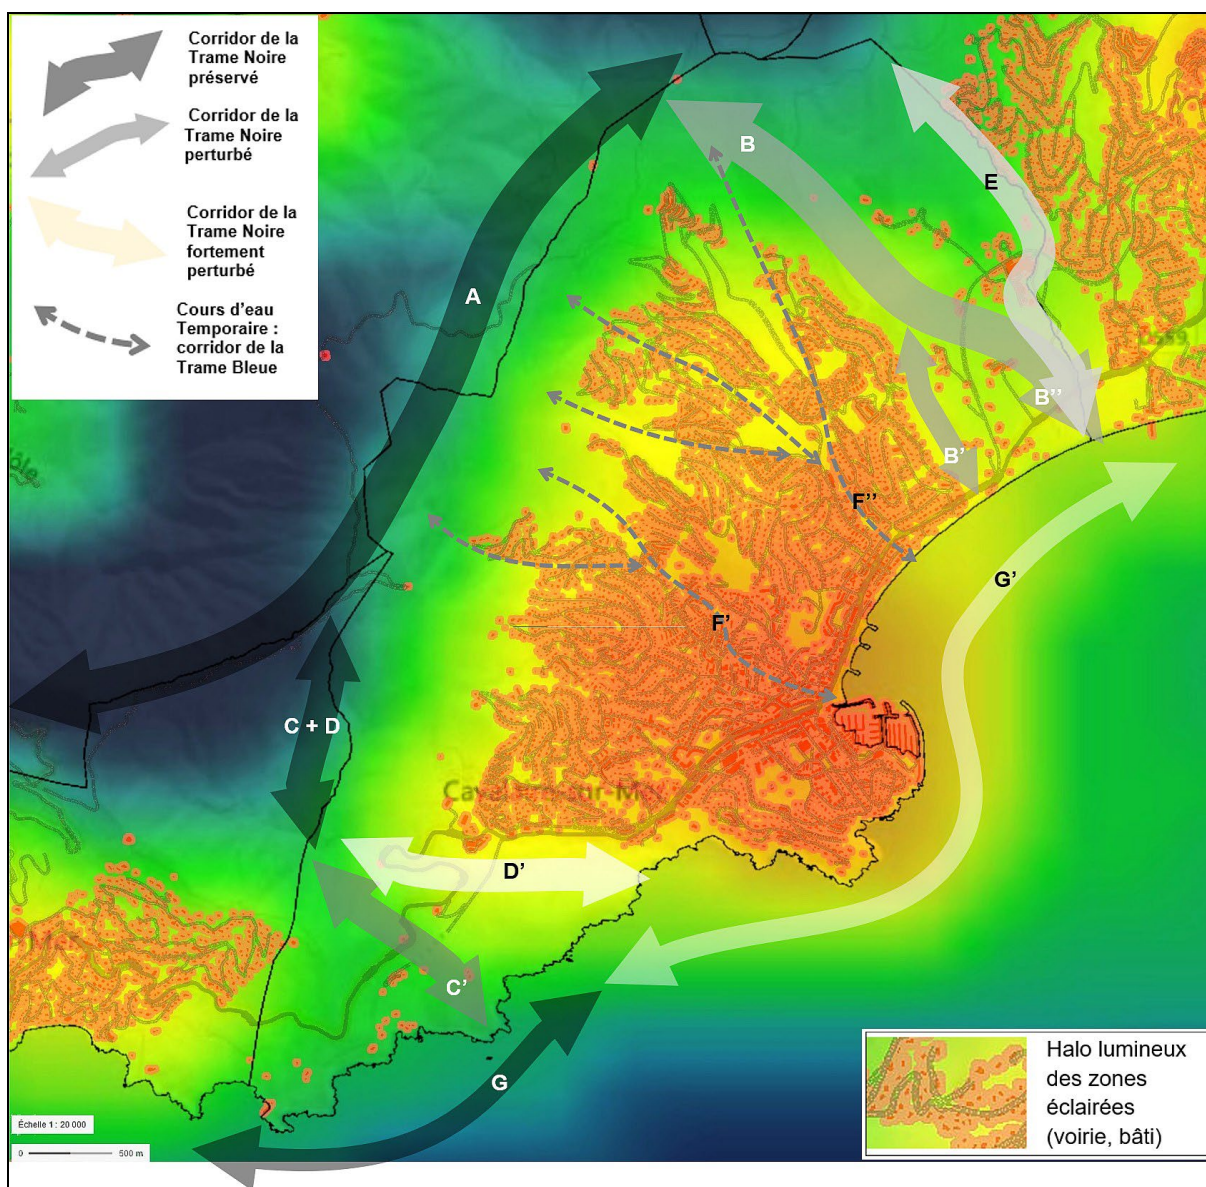 Corridor de la
Trame Noire
préservé
Corridor de la
Trame Noire
perturbé
Corridor de la
Trame Noire
fortement
perturbé
Cours d'eau
Temporaire :
corridor de la
Trame Bleue
A
B
E
B'
B''
F''
F'
G'
C + D
D'
C'
G
ôle
Mer
Échelle 1 : 20 000
0
500 m
Halo lumineux
des zones
éclairées
(voirie, bâti)